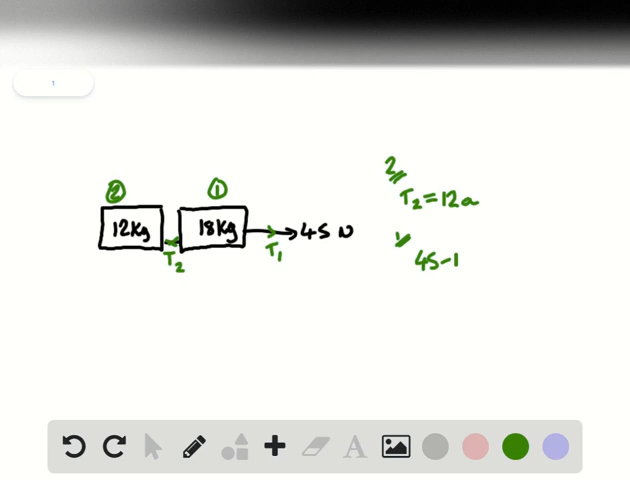 1
② ①
12Kg 18Kg 45 N
T₂ T₁
2
T₂ = 12a
1
45-1
A